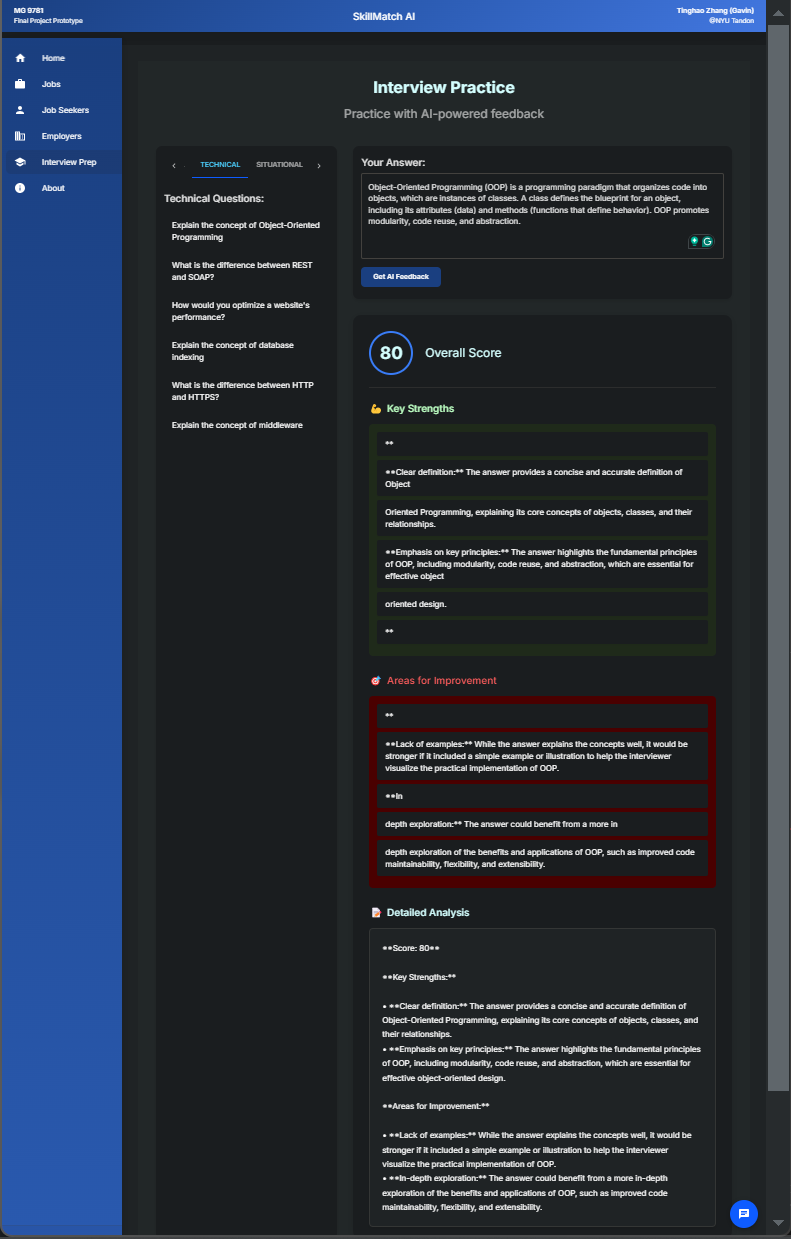 MG 9781
Final Project Prototype
SkillMatch AI
Tinghao Zhang (Gavin)
@NYU Tandon
Home
Jobs
Job Seekers
Employers
Interview Prep
About
Interview Practice
Practice with AI-powered feedback
TECHNICAL
SITUATIONAL
Technical Questions:
Explain the concept of Object-Oriented
Programming
What is the difference between REST
and SOAP?
How would you optimize a website's
performance?
Explain the concept of database
indexing
What is the difference between HTTP
and HTTPS?
Explain the concept of middleware
Your Answer:
Object-Oriented Programming (OOP) is a programming paradigm that organizes code into
objects, which are instances of classes. A class defines the blueprint for an object,
including its attributes (data) and methods (functions that define behavior). OOP promotes
modularity, code reuse, and abstraction.
Get AI Feedback
80
Overall Score
Key Strengths
**
**Clear definition:** The answer provides a concise and accurate definition of
Object
Oriented Programming, explaining its core concepts of objects, classes, and their
relationships.
**Emphasis on key principles:** The answer highlights the fundamental principles
of OOP, including modularity, code reuse, and abstraction, which are essential for
effective object
oriented design.
**
Areas for Improvement
**
**Lack of examples:** While the answer explains the concepts well, it would be
stronger if it included a simple example or illustration to help the interviewer
visualize the practical implementation of OOP.
**In
depth exploration:** The answer could benefit from a more in
depth exploration of the benefits and applications of OOP, such as improved code
maintainability, flexibility, and extensibility.
Detailed Analysis
**Score: 80**
**Key Strengths:**
• **Clear definition:** The answer provides a concise and accurate definition of
Object-Oriented Programming, explaining its core concepts of objects, classes, and
their relationships.
• **Emphasis on key principles:** The answer highlights the fundamental principles
of OOP, including modularity, code reuse, and abstraction, which are essential for
effective object-oriented design.
**Areas for Improvement:**
• **Lack of examples:** While the answer explains the concepts well, it would be
stronger if it included a simple example or illustration to help the interviewer
visualize the practical implementation of OOP.
• **In-depth exploration:** The answer could benefit from a more in-depth
exploration of the benefits and applications of OOP, such as improved code
maintainability, flexibility, and extensibility.